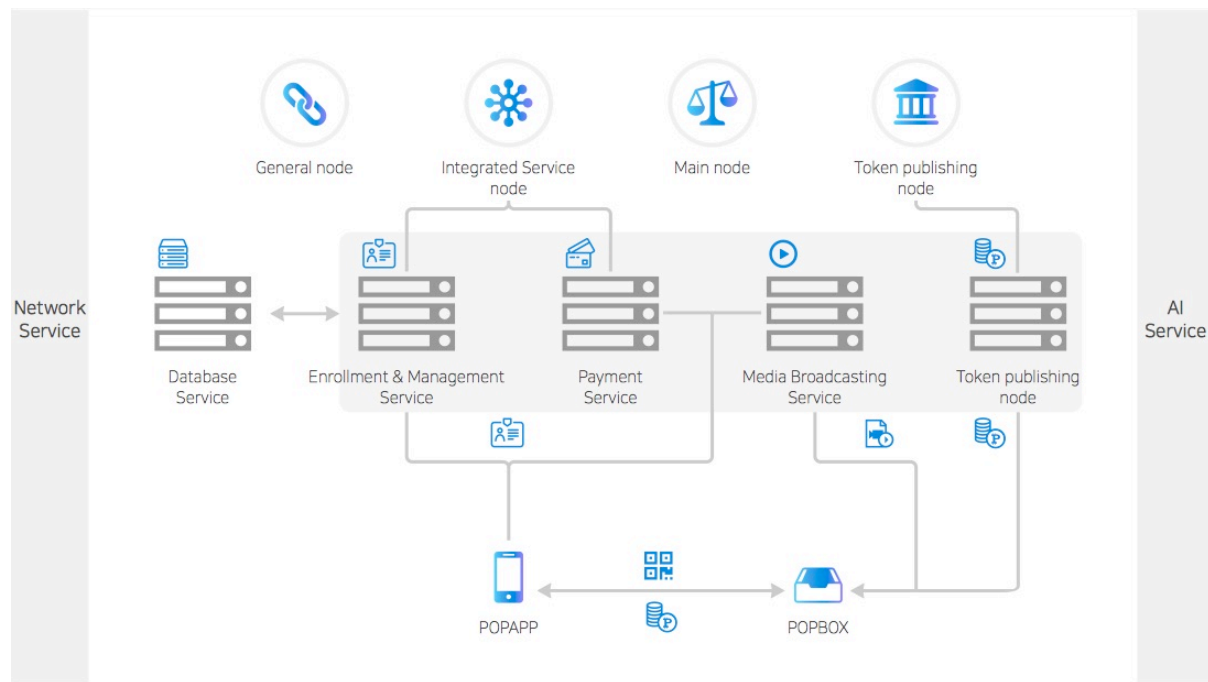 General node
Integrated Service
node
Main node
Token publishing
node
Network
Service
AI
Service
P
Database
Service
Enrollment & Management
Service
Payment
Service
Media Broadcasting
Service
Token publishing
node
P
POPAPP
P
POPBOX